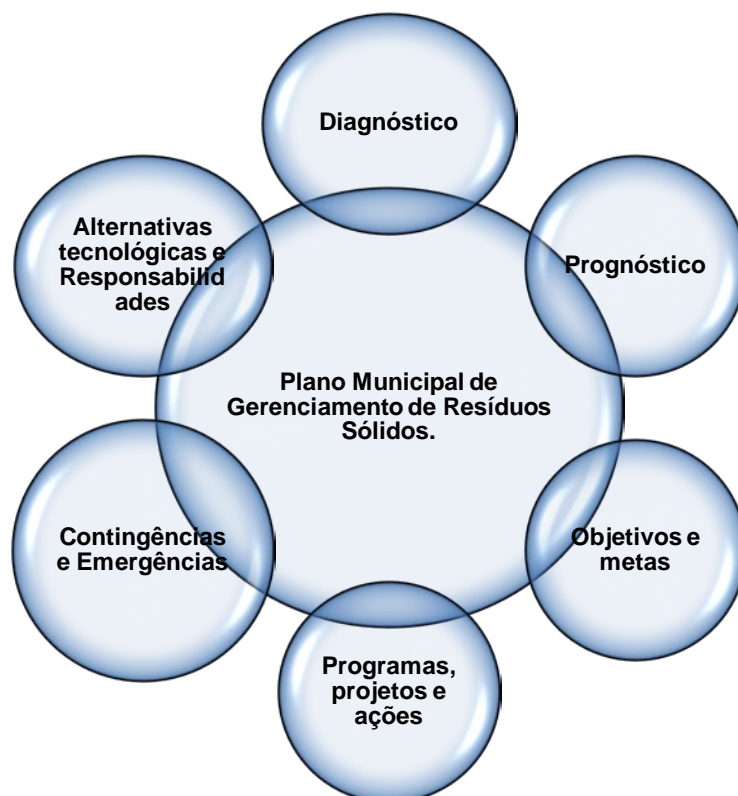 Diagnóstico
Prognóstico
Objetivos e
metas
Programas,
projetos e
ações
Contingências
e Emergências
Alternativas
tecnológicas e
Responsabilid
ades
Plano Municipal de
Gerenciamento de Resíduos
Sólidos.